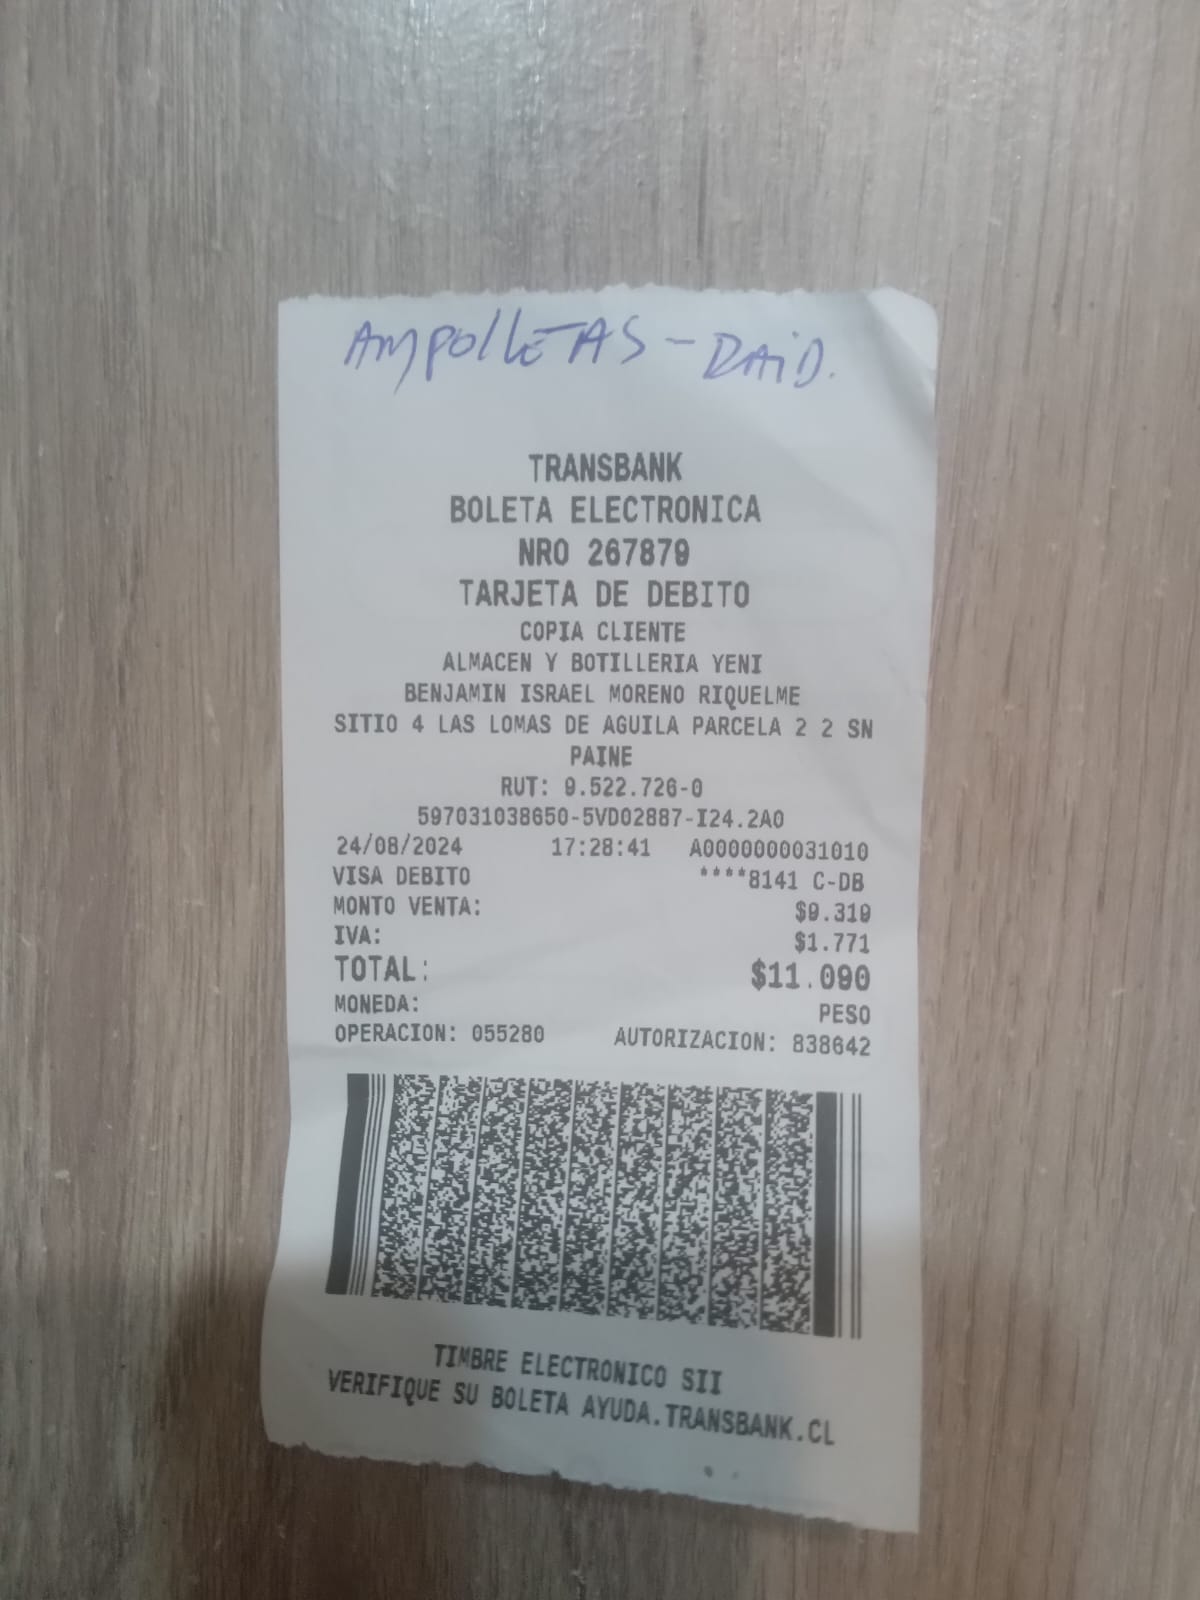 AMPOLLETAS - RAID.
TRANSBANK
BOLETA ELECTRONICA
NRO 267879
TARJETA DE DEBITO
COPIA CLIENTE
ALMACEN Y BOTILLERIA YENI
BENJAMIN ISRAEL MORENO RIQUELME
SITIO 4 LAS LOMAS DE AGUILA PARCELA 2 2 SN
PAINE
RUT: 9.522.726-0
597031038650-5VD02887-I24.2A0
24/08/2024 17:28:41 A0000000031010
VISA DEBITO ****8141 C-DB
MONTO VENTA: $9.319
IVA: $1.771
TOTAL: $11.090
MONEDA: PESO
OPERACION: 055280 AUTORIZACION: 838642
TIMBRE ELECTRONICO SII
VERIFIQUE SU BOLETA AYUDA.TRANSBANK.CL